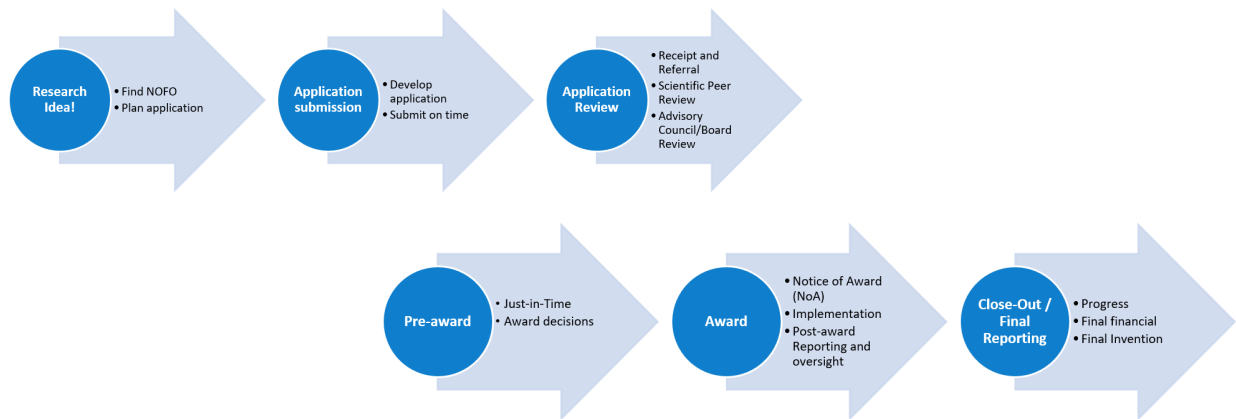 Research
Idea!
• Find NOFO
• Plan application
Application
submission
• Develop
application
• Submit on time
Application
Review
• Receipt and
Referral
• Scientific Peer
Review
• Advisory
Council/Board
Review
Pre-award
• Just-in-Time
• Award decisions
Award
• Notice of Award
(NoA)
• Implementation
• Post-award
Reporting and
oversight
Close-Out /
Final
Reporting
• Progress
• Final financial
• Final Invention